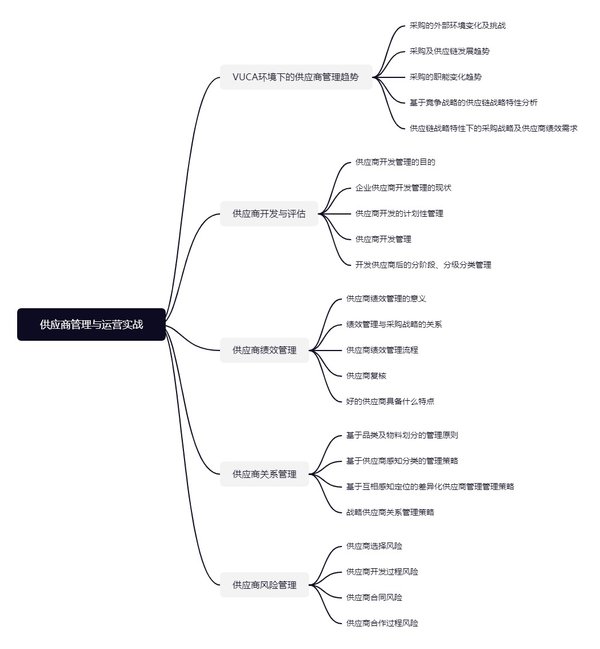 供应商管理与运营实战
VUCA环境下的供应商管理趋势
采购的外部环境变化及挑战
采购及供应链发展趋势
采购的职能变化趋势
基于竞争战略的供应链战略特性分析
供应链战略特性下的采购战略及供应商绩效需求
供应商开发与评估
供应商开发管理的目的
企业供应商开发管理的现状
供应商开发的计划性管理
供应商开发管理
开发供应商后的分阶段、分级分类管理
供应商绩效管理
供应商绩效管理的意义
绩效管理与采购战略的关系
供应商绩效管理流程
供应商复核
好的供应商具备什么特点
供应商关系管理
基于品类及物料划分的管理原则
基于供应商感知分类的管理策略
基于互相感知定位的差异化供应商管理管理策略
战略供应商关系管理策略
供应商风险管理
供应商选择风险
供应商开发过程风险
供应商合同风险
供应商合作过程风险